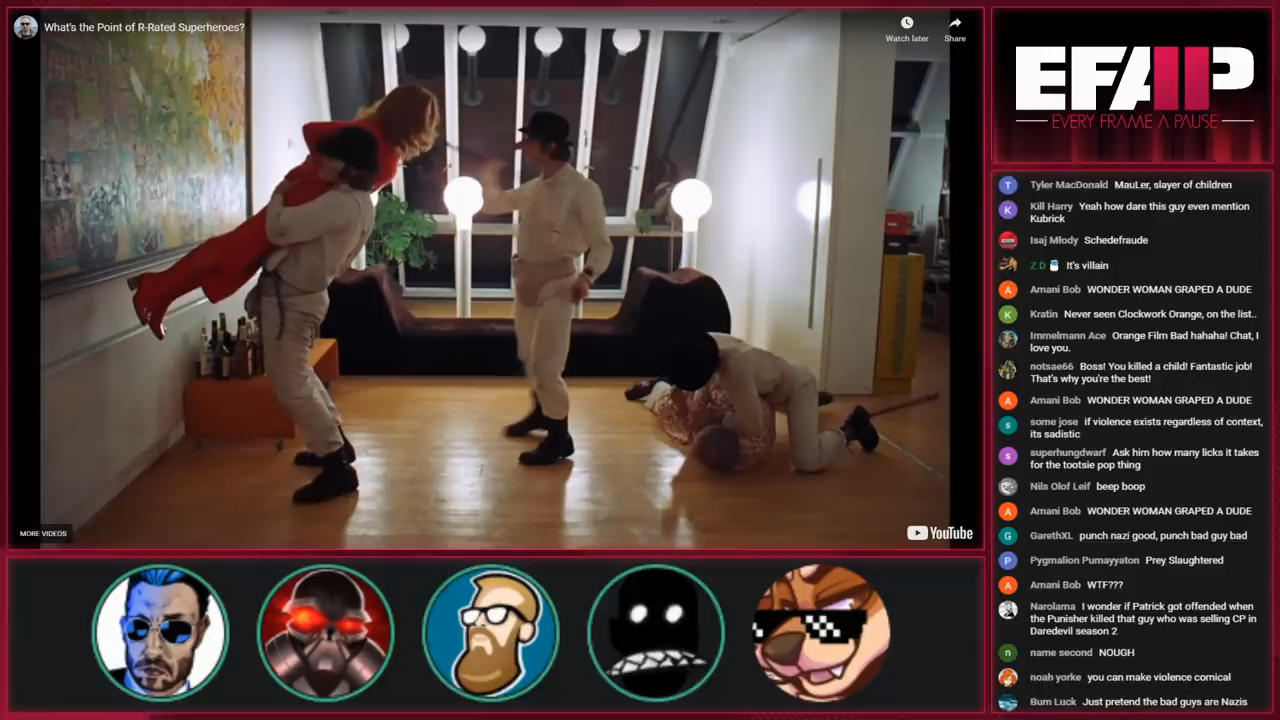 What's the Point of R-Rated Superheroes?
Watch later
Share
MORE VIDEOS
YouTube
EFAP
EVERY FRAME A PAUSE
Tyler MacDonald MauLer, slayer of children
Kill Harry Yeah how dare this guy even mention
Kubrick
Isaj Młody Schedefraude
Z D It's villain
Amani Bob WONDER WOMAN GRAPED A DUDE
Kratin Never seen Clockwork Orange, on the list..
Immelmann Ace Orange Film Bad hahaha! Chat, I
love you.
notsae66 Boss! You killed a child! Fantastic job!
That's why you're the best!
Amani Bob WONDER WOMAN GRAPED A DUDE
some jose if violence exists regardless of context,
its sadistic
superhungdwarf Ask him how many licks it takes
for the tootsie pop thing
Nils Olof Leif beep boop
Amani Bob WONDER WOMAN GRAPED A DUDE
GarethXL punch nazi good, punch bad guy bad
Pygmalion Pumayyaton Prey Slaughtered
Amani Bob WTF???
Narolama I wonder if Patrick got offended when
the Punisher killed that guy who was selling CP in
Daredevil season 2
name second NOUGH
noah yorke you can make violence comical
Bum Luck Just pretend the bad guys are Nazis